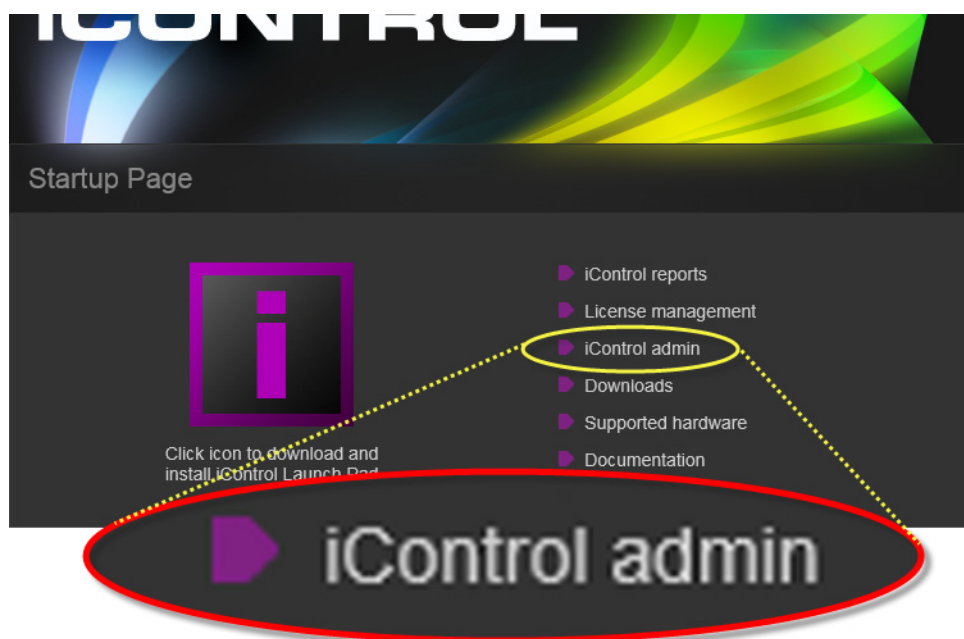 iCONTROL
Startup Page
iControl reports
License management
iControl admin
Downloads
Supported hardware
Documentation
Click icon to download and
install iControl Launch Pad
iControl admin